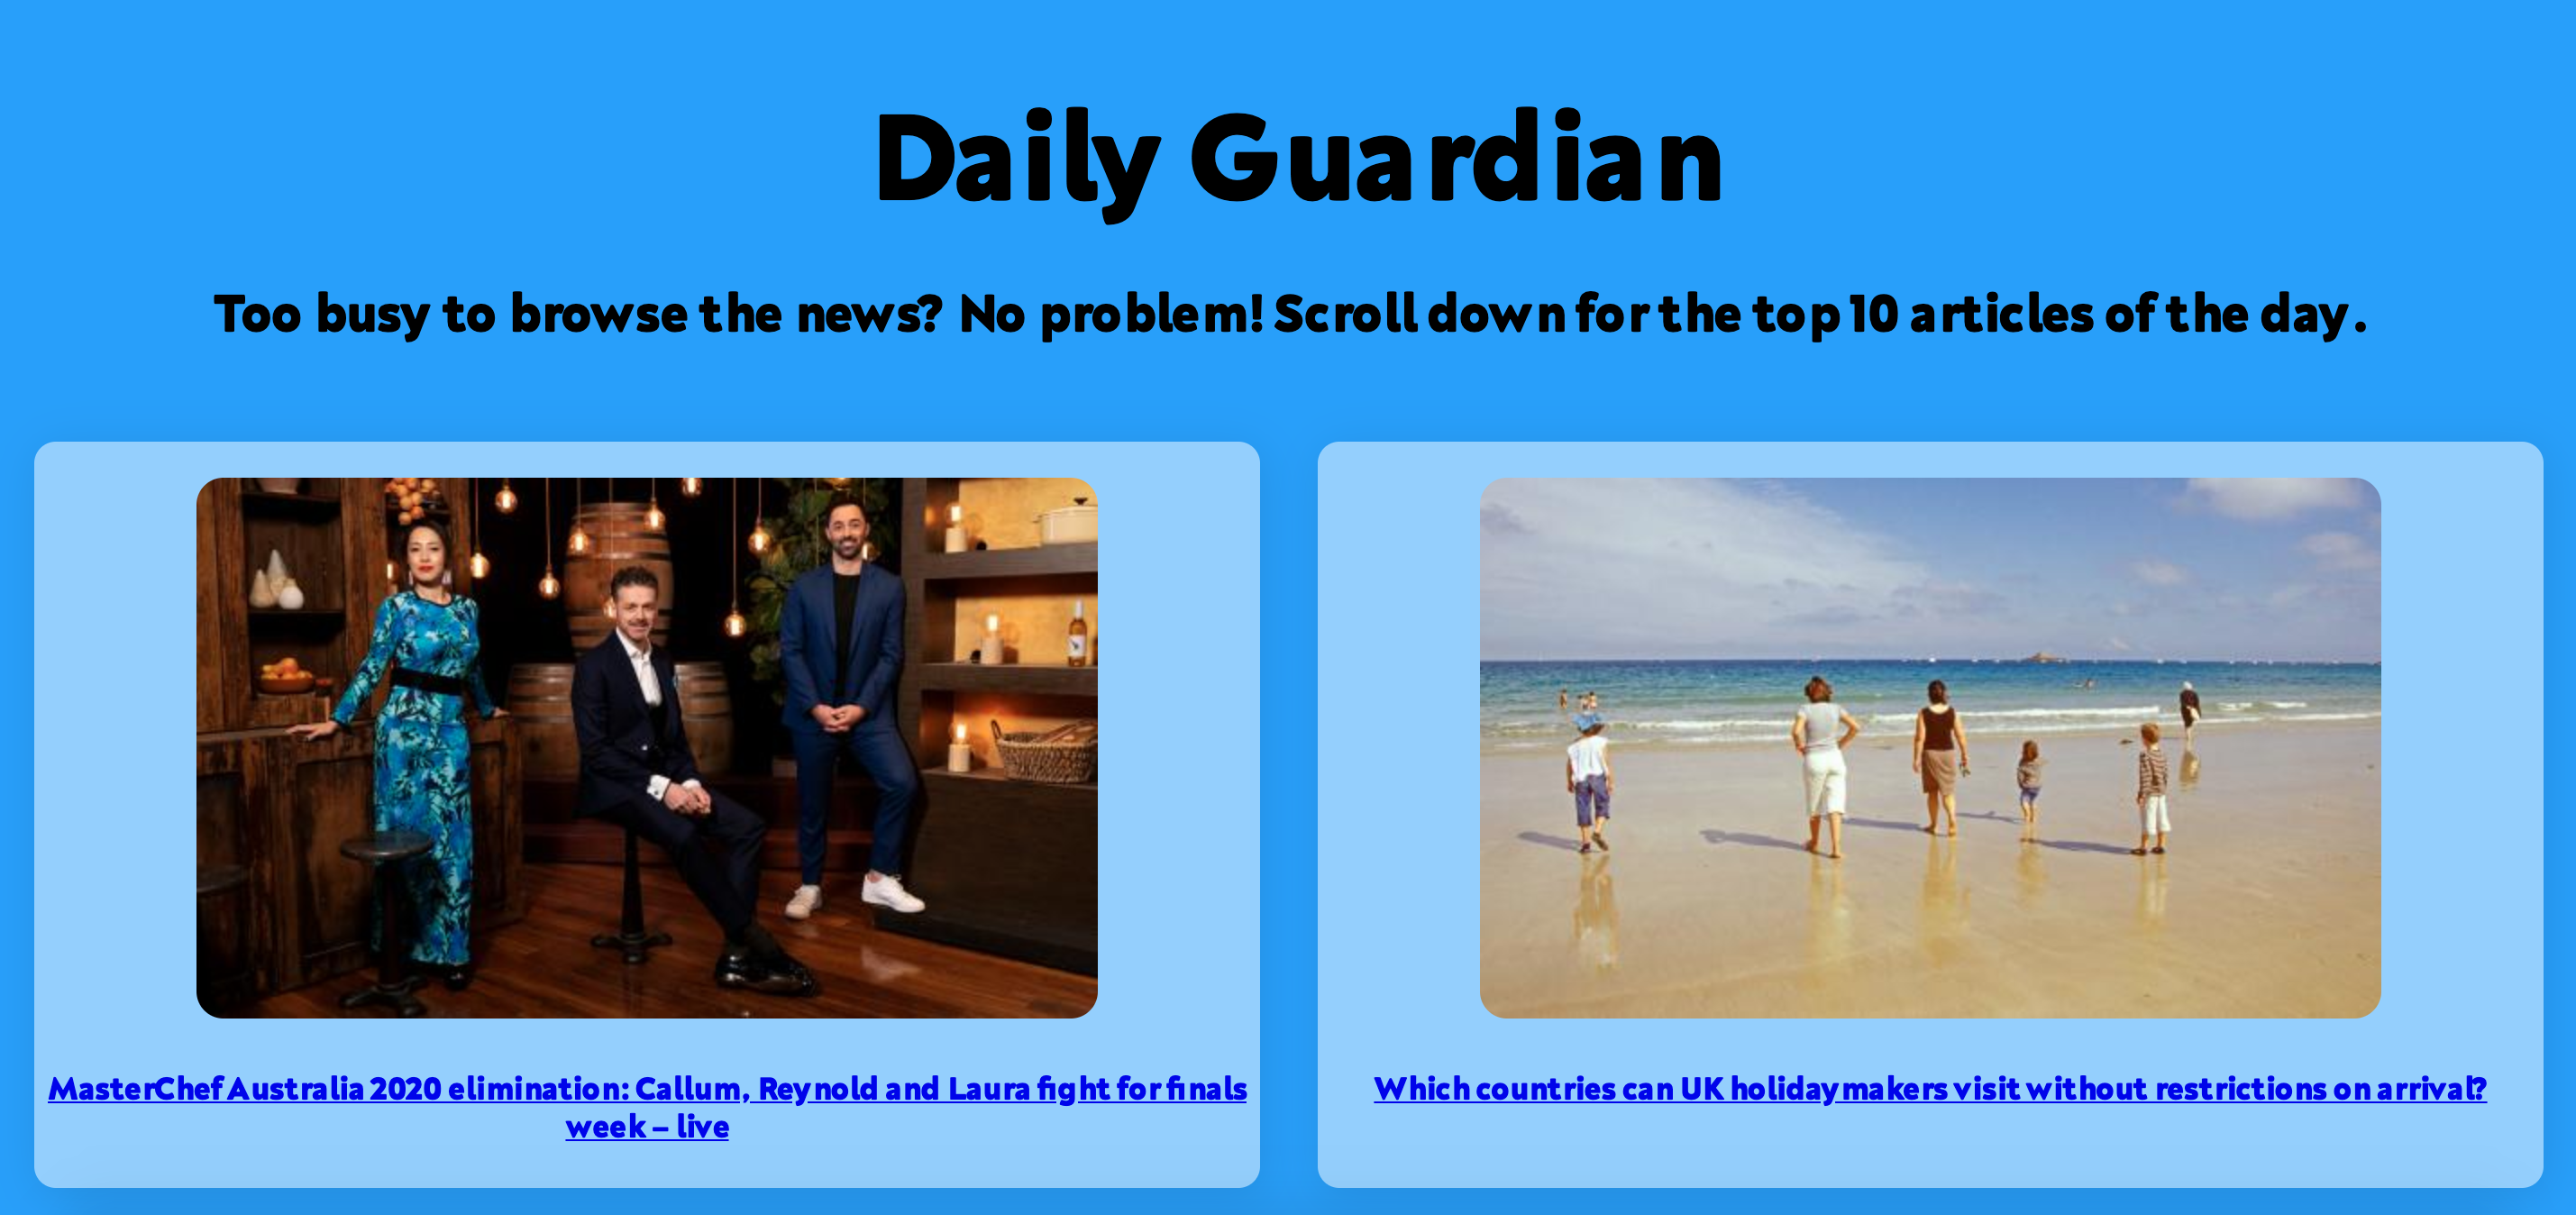 Daily Guardian
Too busy to browse the news? No problem! Scroll down for the top 10 articles of the day.
MasterChef Australia 2020 elimination: Callum, Reynold and Laura fight for finals
week – live
Which countries can UK holidaymakers visit without restrictions on arrival?